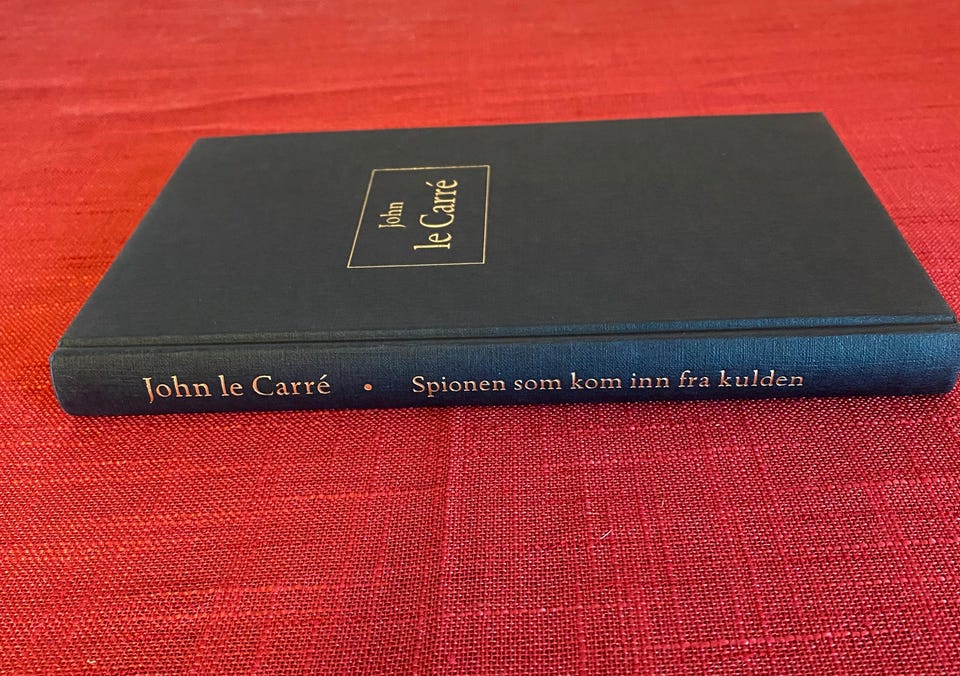 John
le Carré
John le Carré • Spionen som kom inn fra kulden